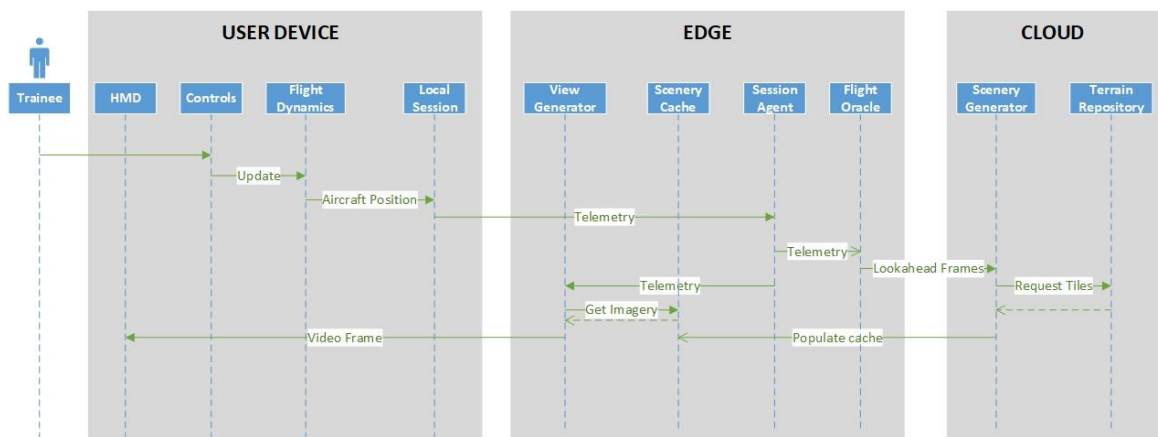 USER DEVICE
EDGE
CLOUD
Trainee
HMD
Controls
Flight
Dynamics
Local
Session
View
Generator
Scenery
Cache
Session
Agent
Flight
Oracle
Scenery
Generator
Terrain
Repository
Update
Aircraft Position
Telemetry
Telemetry
Lookahead Frames
Telemetry
Request Tiles
Get Imagery
Video Frame
Populate cache